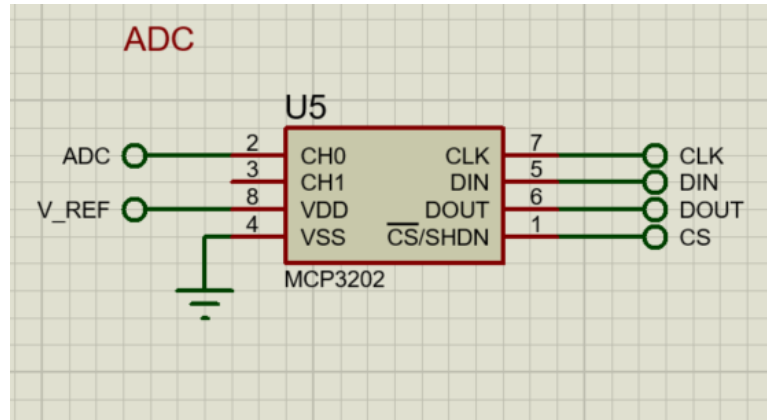 ADC
U5
ADC 2 CH0 CLK 7 CLK
3 CH1 DIN 5 DIN
V_REF 8 VDD DOUT 6 DOUT
4 VSS CS/SHDN 1 CS
MCP3202